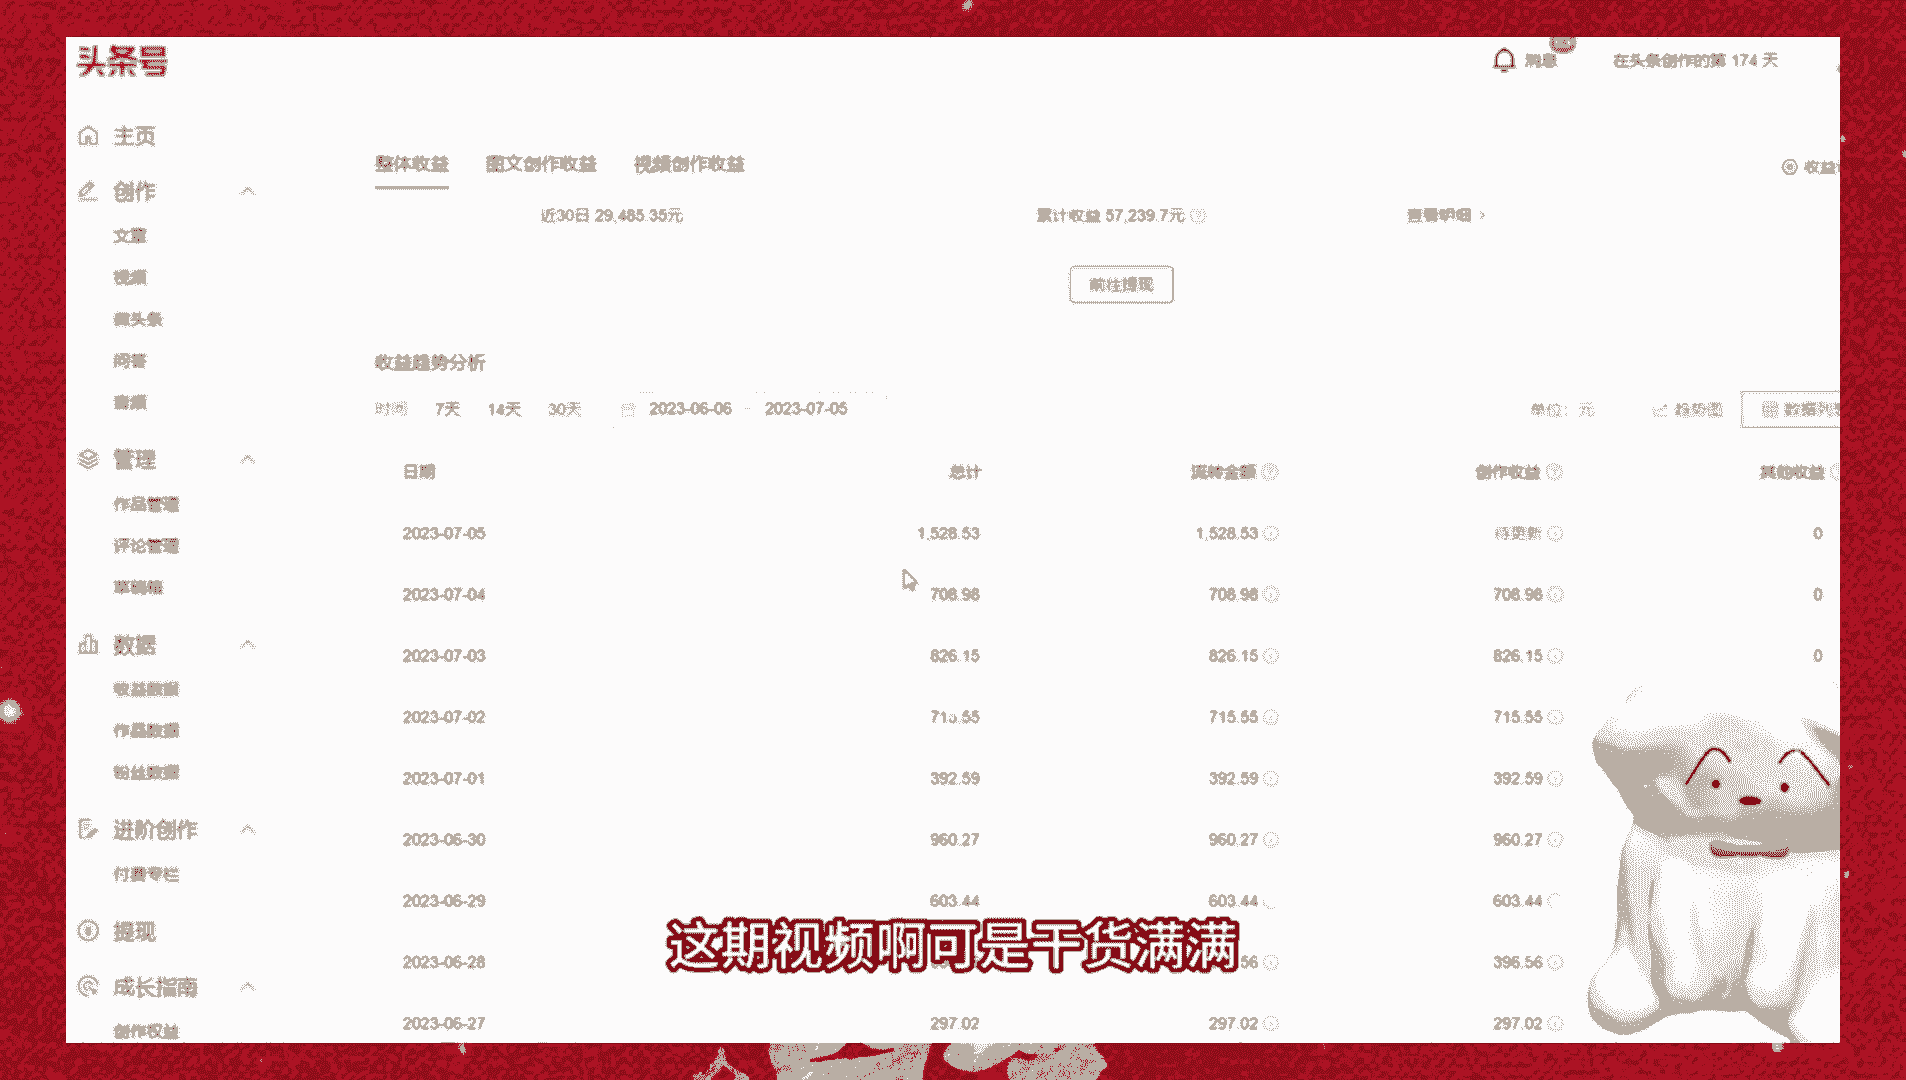 头条号
消息
在头条创作的第 174 天
主页
创作
文章
视频
微头条
问答
音频
管理
作品管理
评论管理
草稿箱
数据
收益数据
作品数据
粉丝数据
进阶创作
付费专栏
提现
成长指南
创作权益
整体收益 图文创作收益 视频创作收益
收益
近30日 29,485.35元 累计收益 57,239.7元 查看明细 >
前往提现
收益趋势分析
时间 7天 14天 30天 2023-06-06 - 2023-07-05 单位：元 趋势图 数据列
日期 总计 流转金额 创作收益 其他收益
2023-07-05 1,528.53 1,528.53 待更新 0
2023-07-04 708.98 708.98 708.98 0
2023-07-03 826.15 826.15 826.15 0
2023-07-02 715.55 715.55 715.55
2023-07-01 392.59 392.59 392.59
2023-06-30 960.27 960.27 960.27
2023-06-29 603.44 603.44 603.44
2023-06-28 56 396.56
2023-06-27 297.02 297.02 297.02
这期视频啊可是干货满满